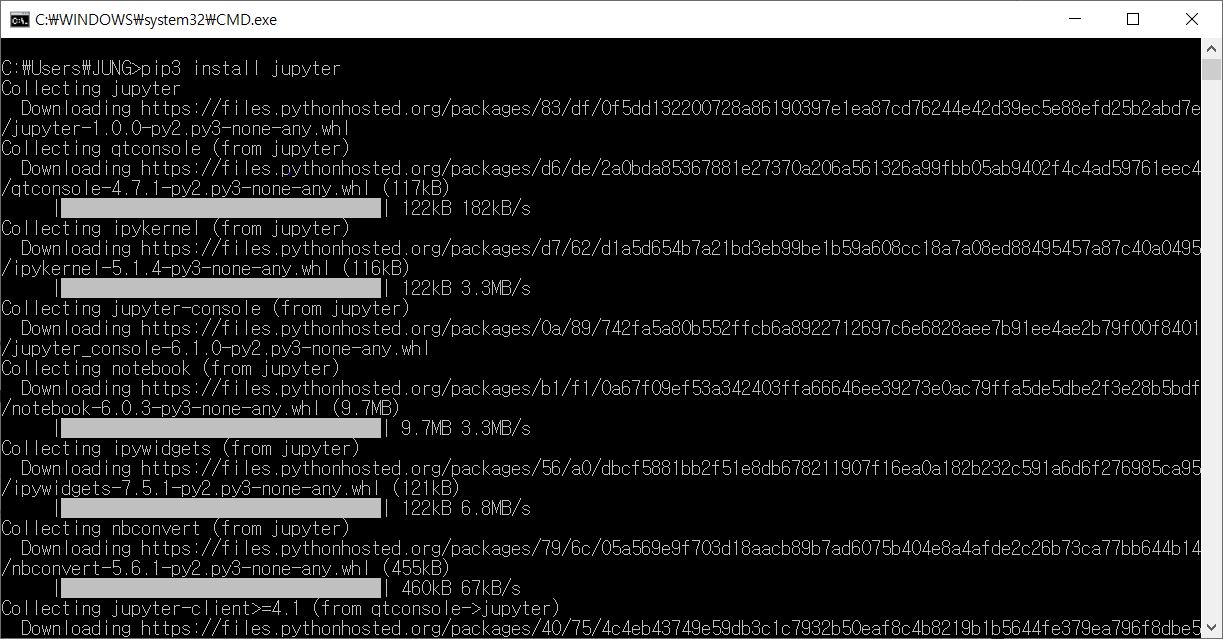 C:₩WINDOWS₩system32₩CMD.exe
C:₩Users₩JUNG>pip3 install jupyter
Collecting jupyter
  Downloading https://files.pythonhosted.org/packages/83/df/0f5dd132200728a86190397e1ea87cd76244e42d39ec5e88efd25b2abd7e
/jupyter-1.0.0-py2.py3-none-any.whl
Collecting qtconsole (from jupyter)
  Downloading https://files.pythonhosted.org/packages/d6/de/2a0bda85367881e27370a206a561326a99fbb05ab9402f4c4ad59761eec4
/qtconsole-4.7.1-py2.py3-none-any.whl (117kB)
| | 122kB 182kB/s
Collecting ipykernel (from jupyter)
  Downloading https://files.pythonhosted.org/packages/d7/62/d1a5d654b7a21bd3eb99be1b59a608cc18a7a08ed88495457a87c40a0495
/ipykernel-5.1.4-py3-none-any.whl (116kB)
| | 122kB 3.3MB/s
Collecting jupyter-console (from jupyter)
  Downloading https://files.pythonhosted.org/packages/0a/89/742fa5a80b552ffcb6a8922712697c6e6828aee7b91ee4ae2b79f00f8401
/jupyter_console-6.1.0-py2.py3-none-any.whl
Collecting notebook (from jupyter)
  Downloading https://files.pythonhosted.org/packages/b1/f1/0a67f09ef53a342403ffa66646ee39273e0ac79ffa5de5dbe2f3e28b5bdf
/notebook-6.0.3-py3-none-any.whl (9.7MB)
| | 9.7MB 3.3MB/s
Collecting ipywidgets (from jupyter)
  Downloading https://files.pythonhosted.org/packages/56/a0/dbcf5881bb2f51e8db678211907f16ea0a182b232c591a6d6f276985ca95
/ipywidgets-7.5.1-py2.py3-none-any.whl (121kB)
| | 122kB 6.8MB/s
Collecting nbconvert (from jupyter)
  Downloading https://files.pythonhosted.org/packages/79/6c/05a569e9f703d18aacb89b7ad6075b404e8a4afde2c26b73ca77bb644b14
/nbconvert-5.6.1-py2.py3-none-any.whl (455kB)
| | 460kB 67kB/s
Collecting jupyter-client>=4.1 (from qtconsole->jupyter)
  Downloading https://files.pythonhosted.org/packages/40/75/4c4eb43749e59db3c1c7932b50eaf8c4b8219b1b5644fe379ea796f8dbe5